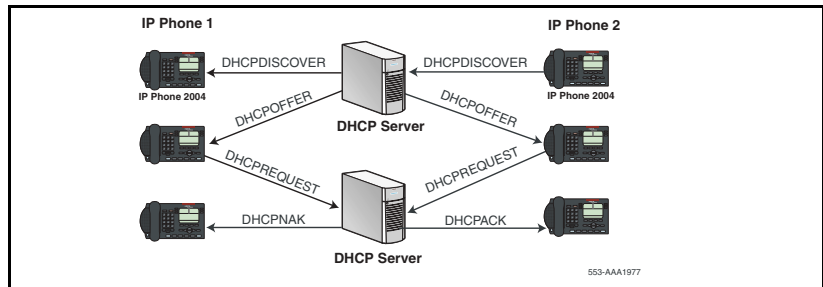 IP Phone 1
IP Phone 2
DHCPDISCOVER
DHCPDISCOVER
IP Phone 2004
IP Phone 2004
DHCPOFFER
DHCPOFFER
DHCP Server
DHCPREQUEST
DHCPREQUEST
DHCPNAK
DHCPACK
DHCP Server
553-AAA1977